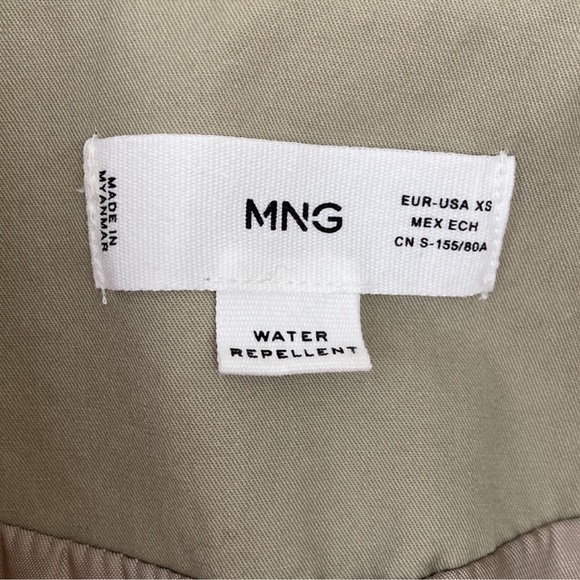 MADE IN
MYANMAR
MNG
EUR-USA XS
MEX ECH
CN S-155/80A
WATER
REPELLENT